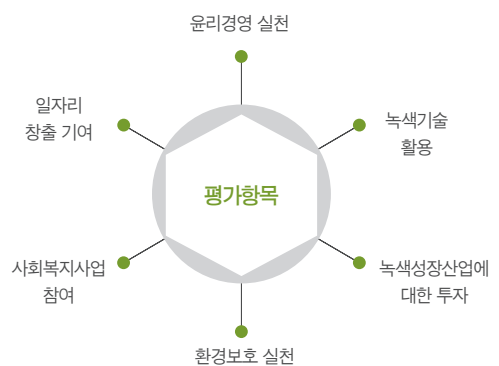 윤리경영 실천
일자리
창출 기여
녹색기술
활용
평가항목
사회복지사업
참여
녹색성장산업에
대한 투자
환경보호 실천